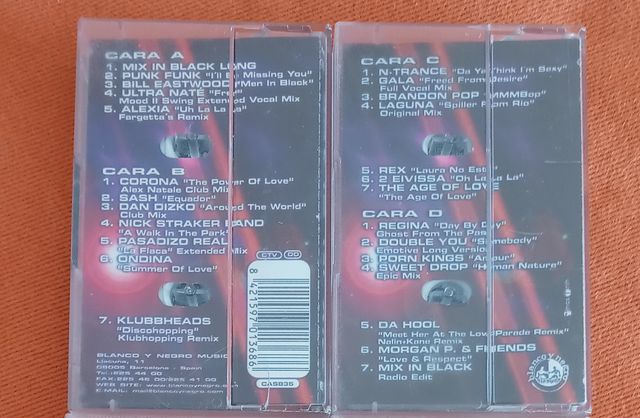 CARA A
1. MIX IN BLACK LONG
2. PUNK FUNK "I'll Be Missing You"
3. BILL EASTWOOD "Men In Black"
4. ULTRA NATÉ "Free"
Mood II Swing Extended Vocal Mix
5. ALEXIA "Uh La La La"
Fargetta's Remix
CARA B
1. CORONA "The Power Of Love"
Alex Natale Club Mix
2. SASH "Equador"
3. DAN DIZKO "Around The World"
Club Mix
4. NICK STRAKER BAND
"A Walk In The Park"
5. PASADIZO REAL
"La Flaca" Extended Mix
6. ONDINA
"Summer Of Love"
7. KLUBBHEADS
"Discohopping"
Klubhopping Remix
BLANCO Y NEGRO MUSIC
08005 Barcelona - Spain
CTV DD
8 421597 013686
CAS935
CARA C
1. N-TRANCE "Da Ya Think I'm Sexy"
2. GALA "Freed From Desire"
Full Vocal Mix
3. BRANDON POP "MMMBop"
4. LAGUNA "Spiller From Rio"
Original Mix
5. REX "Laura No Está"
6. 2 EIVISSA "Oh La La La"
7. THE AGE OF LOVE
"The Age Of Love"
CARA D
1. REGINA "Day By Day"
Ghost From The Past
2. DOUBLE YOU "Somebody"
Emotive Long Version
3. PORN KINGS "Amour"
4. SWEET DROP "Human Nature"
Epic Mix
5. DA HOOL
"Meet Her At The Love Parade Remix"
Nalin+Kane Remix
6. MORGAN P. & FRIENDS
"Love & Respect"
7. MIX IN BLACK
Radio Edit
blanco y negro